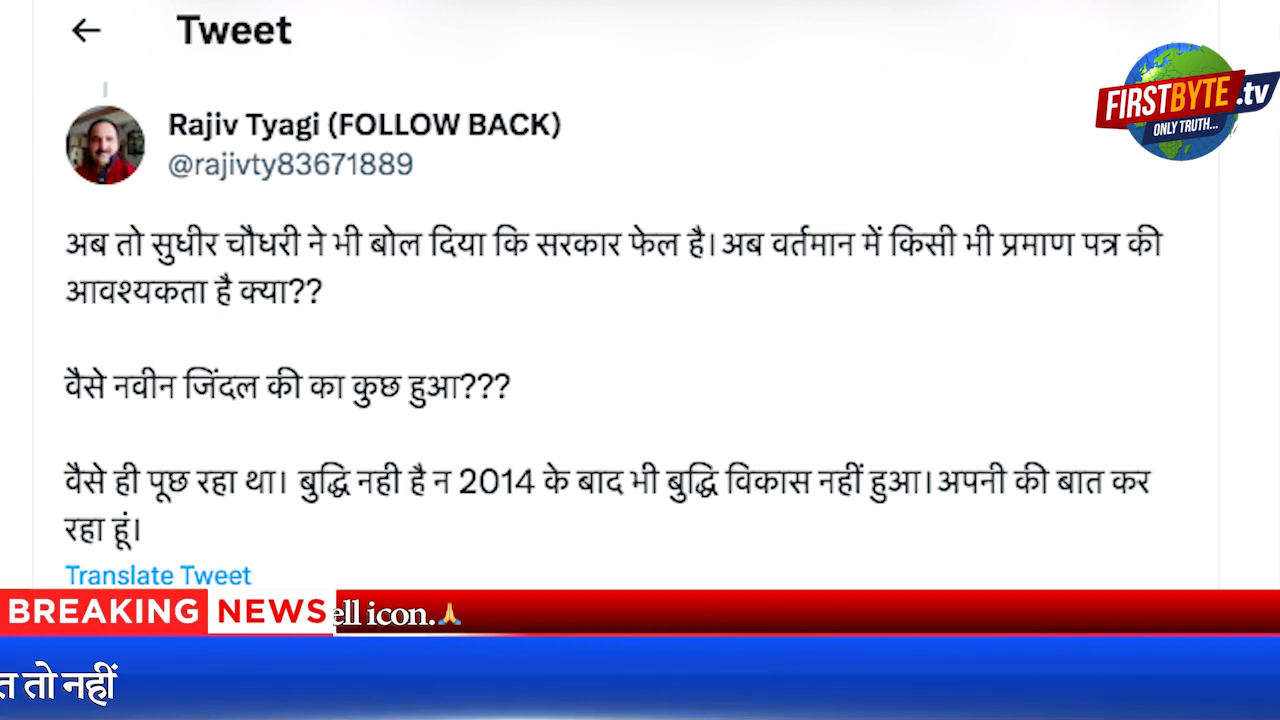 Tweet
Rajiv Tyagi (FOLLOW BACK)
@rajivty83671889
अब तो सुधीर चौधरी ने भी बोल दिया कि सरकार फेल है। अब वर्तमान में किसी भी प्रमाण पत्र की
आवश्यकता है क्या??
वैसे नवीन जिंदल की का कुछ हुआ???
वैसे ही पूछ रहा था। बुद्धि नही है न 2014 के बाद भी बुद्धि विकास नहीं हुआ। अपनी की बात कर
रहा हूं।
Translate Tweet
FIRSTBYTE.tv
ONLY TRUTH...
BREAKING NEWS ell icon.🙏
त तो नहीं